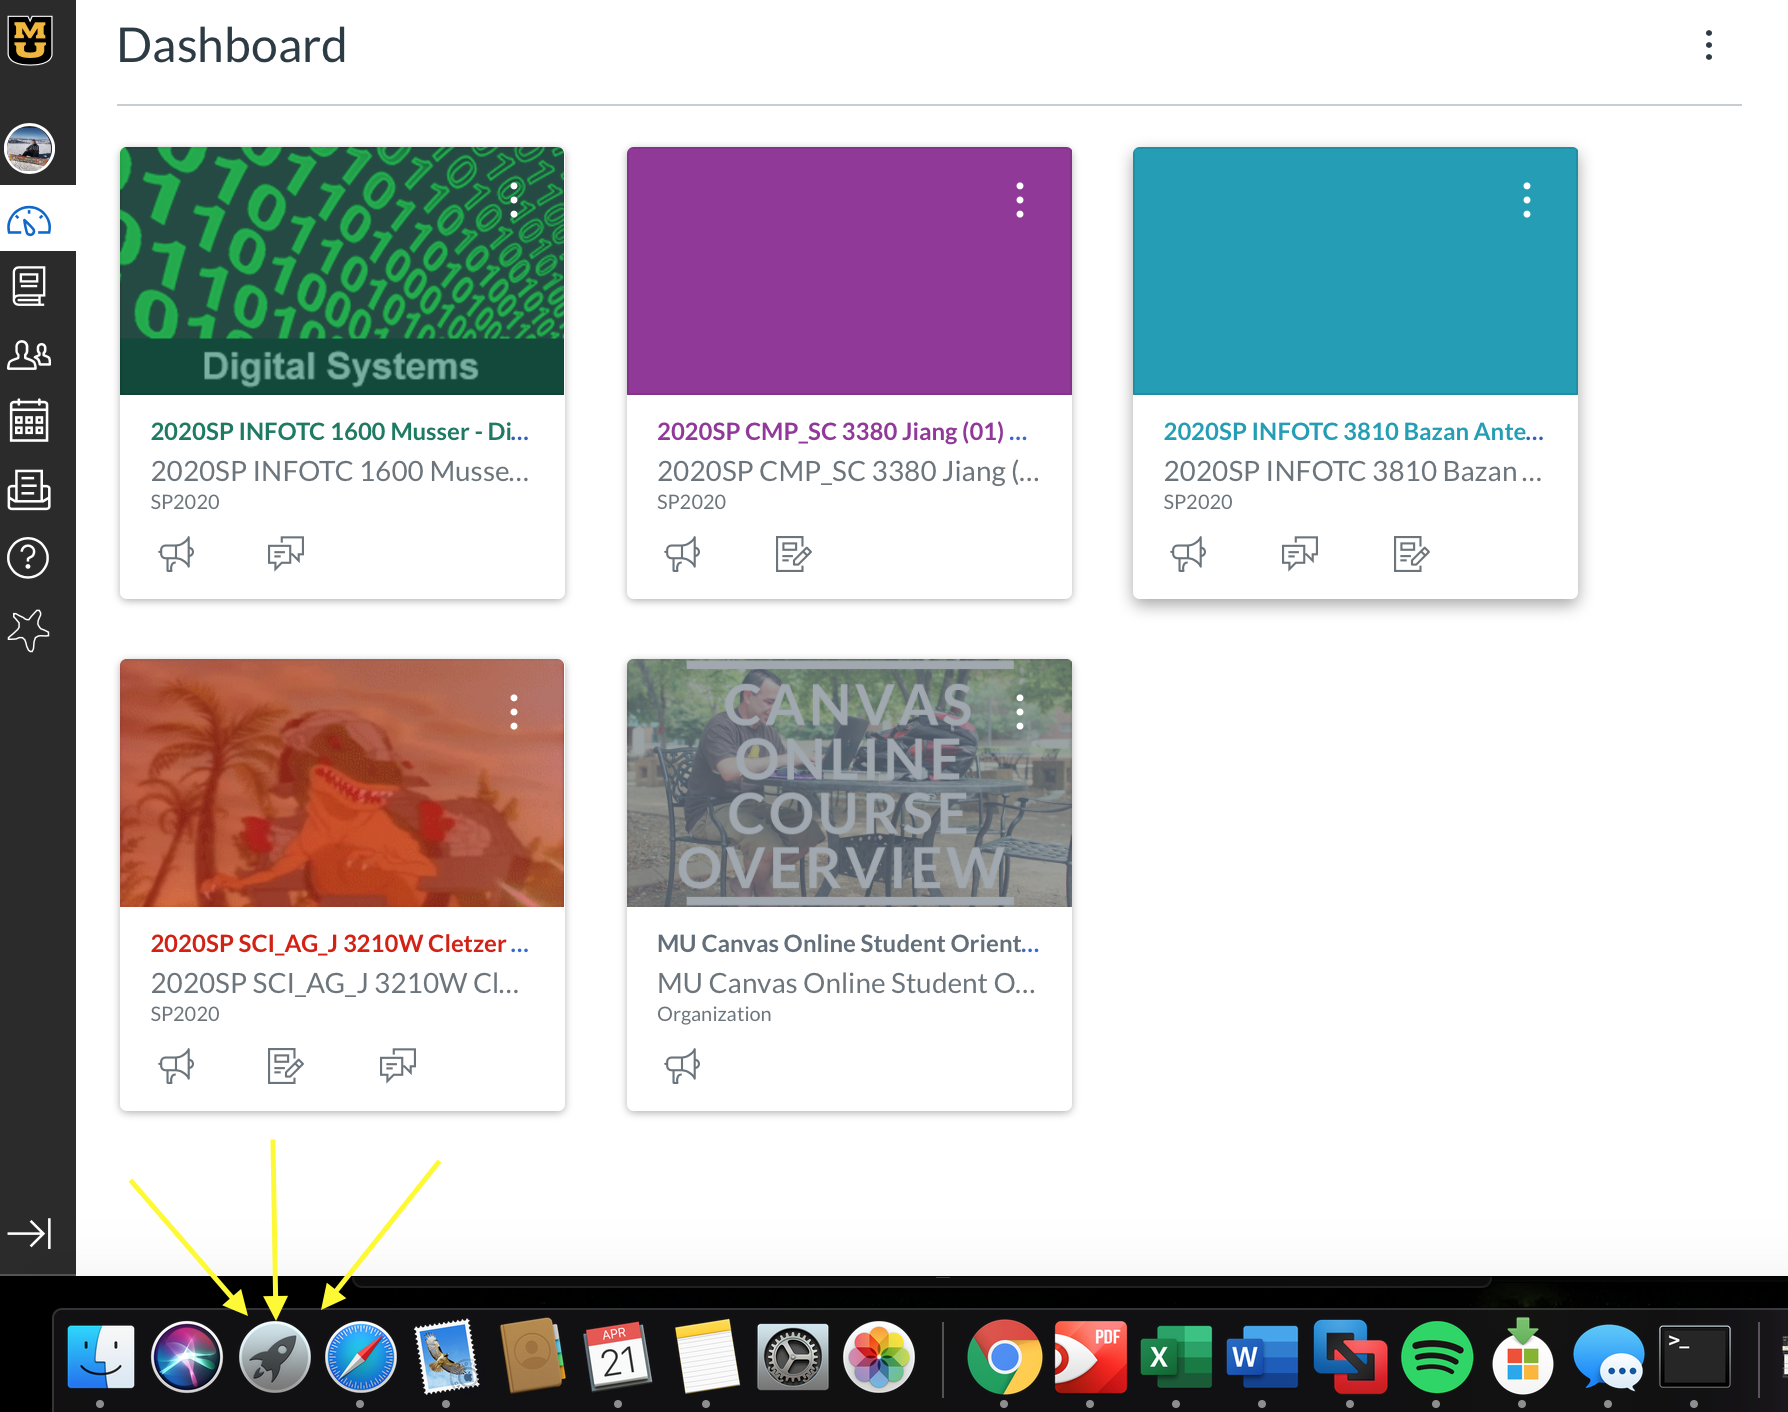 MU
Dashboard
Digital Systems
2020SP INFOTC 1600 Musser - Di...
2020SP INFOTC 1600 Musse...
SP2020
2020SP CMP_SC 3380 Jiang (01) ...
2020SP CMP_SC 3380 Jiang (...
SP2020
2020SP INFOTC 3810 Bazan Ante...
2020SP INFOTC 3810 Bazan ...
SP2020
CANVAS
ONLINE
COURSE
OVERVIEW
2020SP SCI_AG_J 3210W Cletzer ...
2020SP SCI_AG_J 3210W Cl...
SP2020
MU Canvas Online Student Orient...
MU Canvas Online Student O...
Organization
APR
21
PDF
X
W
>_